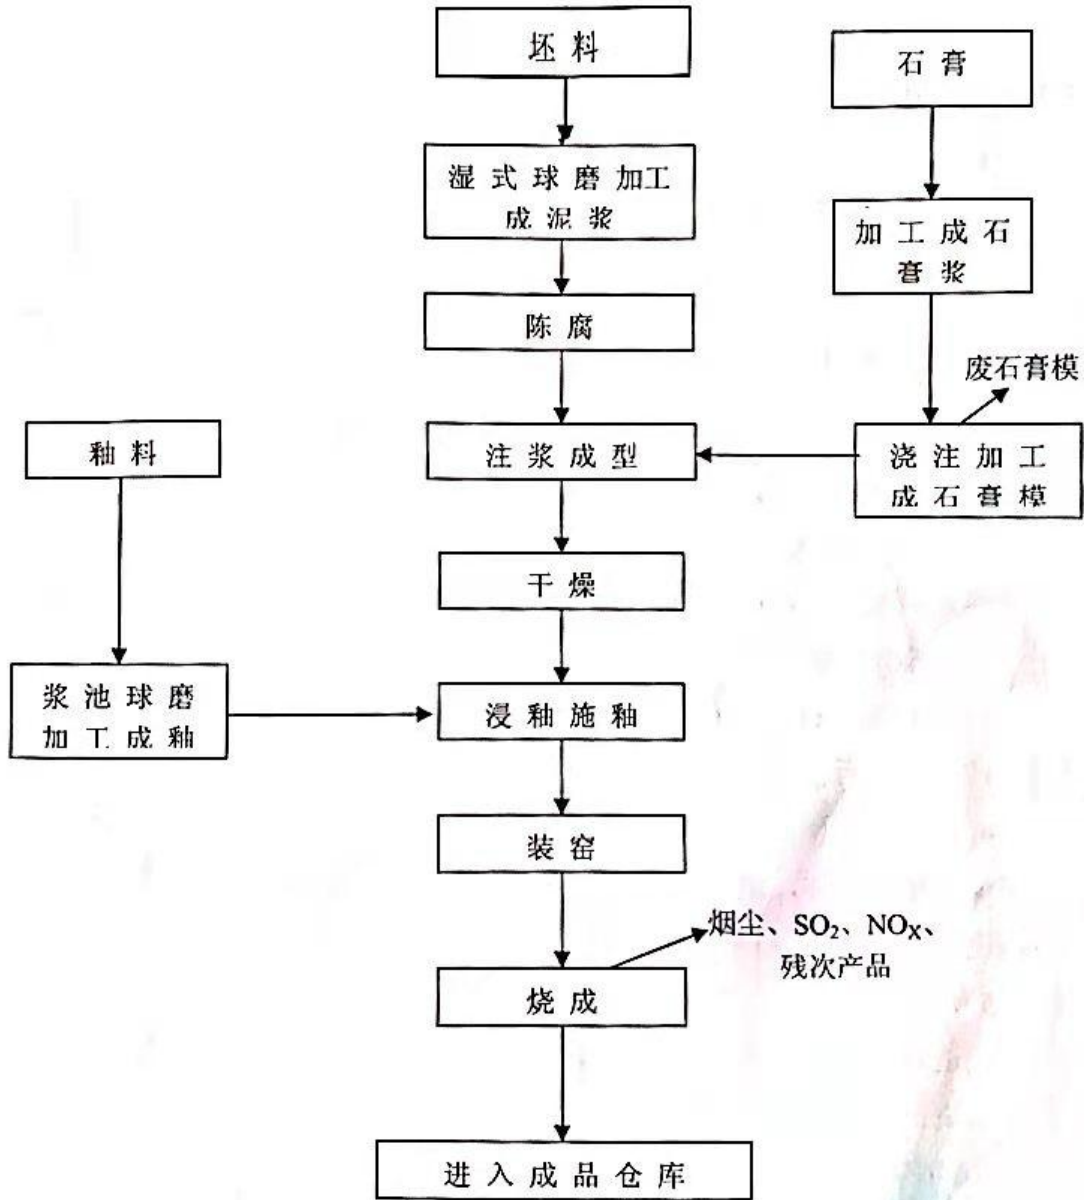 坯料
石膏
湿式球磨加工
成泥浆
加工成石
膏浆
陈腐
废石膏模
釉料
注浆成型
浇注加工
成石膏模
干燥
浆池球磨
加工成釉
浸釉施釉
装窑
烟尘、SO₂、NOₓ、
残次产品
烧成
进入成品仓库